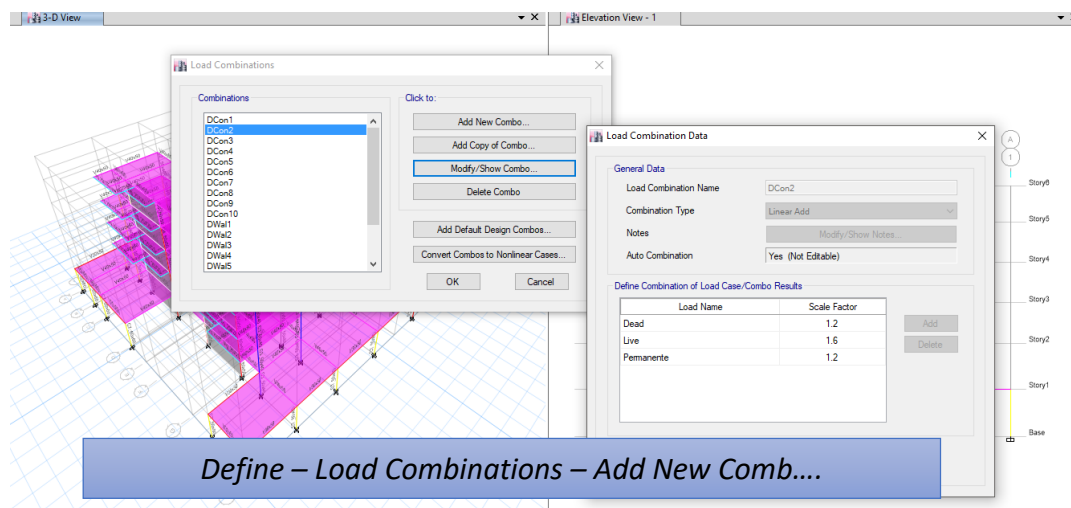 3-D View
Elevation View - 1
Load Combinations
Combinations
DCon1
DCon2
DCon3
DCon4
DCon5
DCon6
DCon7
DCon8
DCon9
DCon10
DWal1
DWal2
DWal3
DWal4
DWal5
Click to:
Add New Combo...
Add Copy of Combo...
Modify/Show Combo...
Delete Combo
Add Default Design Combos...
Convert Combos to Nonlinear Cases...
OK
Cancel
Load Combination Data
General Data
Load Combination Name
DCon2
Combination Type
Linear Add
Notes
Modify/Show Notes...
Auto Combination
Yes (Not Editable)
Define Combination of Load Case/Combo Results
Load Name
Scale Factor
Dead
1.2
Live
1.6
Permanente
1.2
Add
Delete
A
1
Story6
Story5
Story4
Story3
Story2
Story1
Base
Define – Load Combinations – Add New Comb….